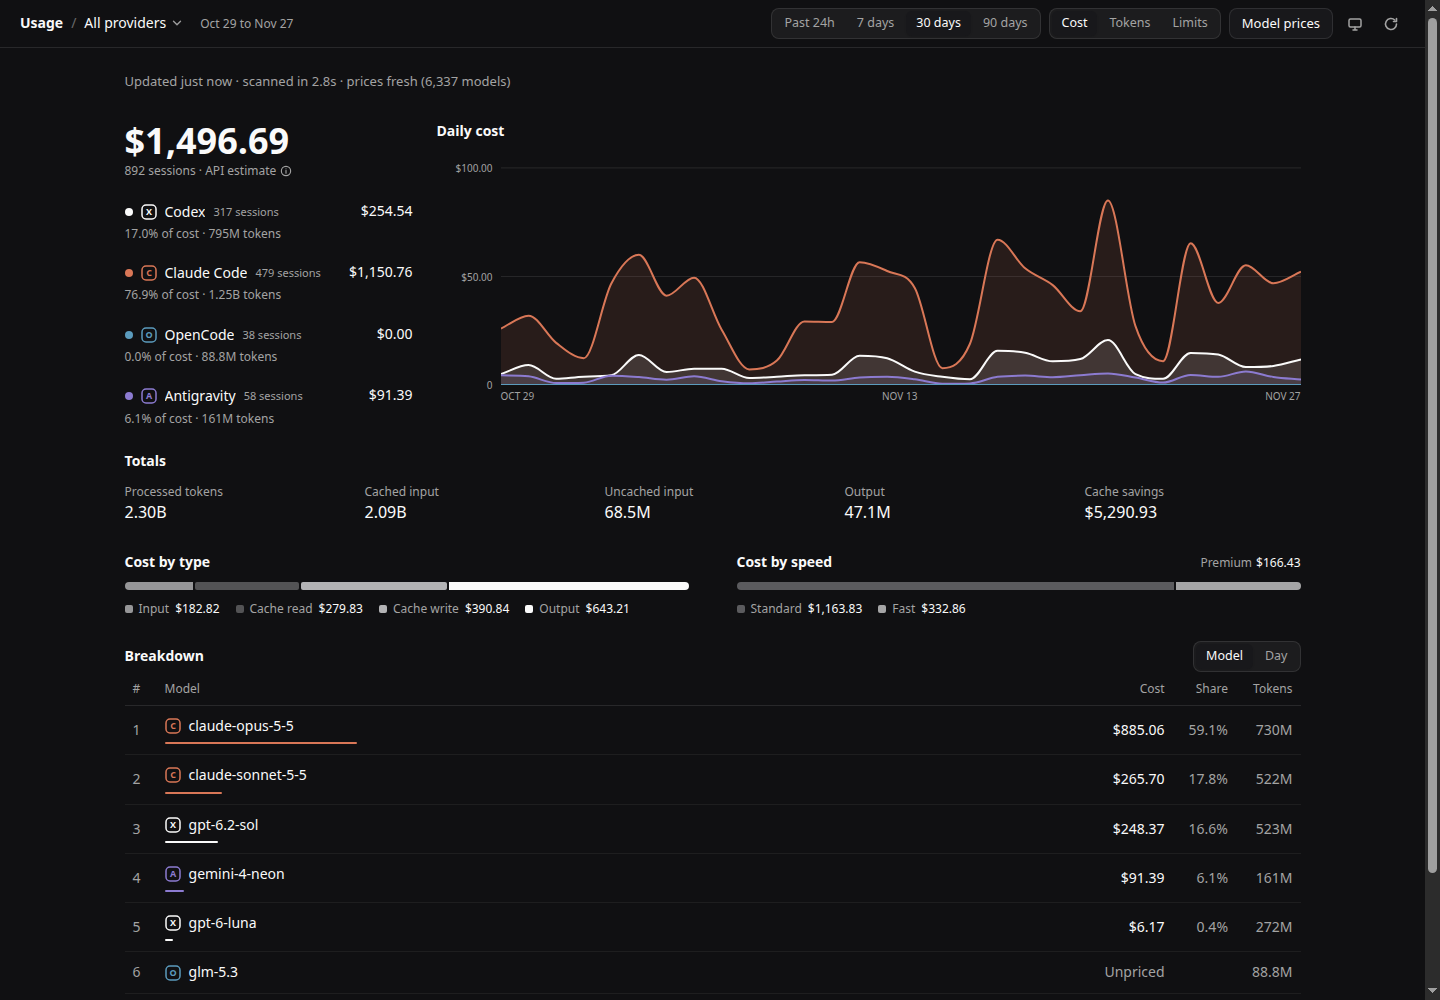 Usage / All providers Oct 29 to Nov 27 Past 24h 7 days 30 days 90 days Cost Tokens Limits Model prices
Updated just now · scanned in 2.8s · prices fresh (6,337 models)
$1,496.69
892 sessions · API estimate
X Codex 317 sessions $254.54
17.0% of cost · 795M tokens
C Claude Code 479 sessions $1,150.76
76.9% of cost · 1.25B tokens
O OpenCode 38 sessions $0.00
0.0% of cost · 88.8M tokens
A Antigravity 58 sessions $91.39
6.1% of cost · 161M tokens
Daily cost
$100.00
$50.00
0
OCT 29 NOV 13 NOV 27
Totals
Processed tokens Cached input Uncached input Output Cache savings
2.30B 2.09B 68.5M 47.1M $5,290.93
Cost by type
Input $182.82 Cache read $279.83 Cache write $390.84 Output $643.21
Cost by speed Premium $166.43
Standard $1,163.83 Fast $332.86
Breakdown Model Day
# Model Cost Share Tokens
1 C claude-opus-5-5 $885.06 59.1% 730M
2 C claude-sonnet-5-5 $265.70 17.8% 522M
3 X gpt-6.2-sol $248.37 16.6% 523M
4 A gemini-4-neon $91.39 6.1% 161M
5 X gpt-6-luna $6.17 0.4% 272M
6 O glm-5.3 Unpriced 88.8M